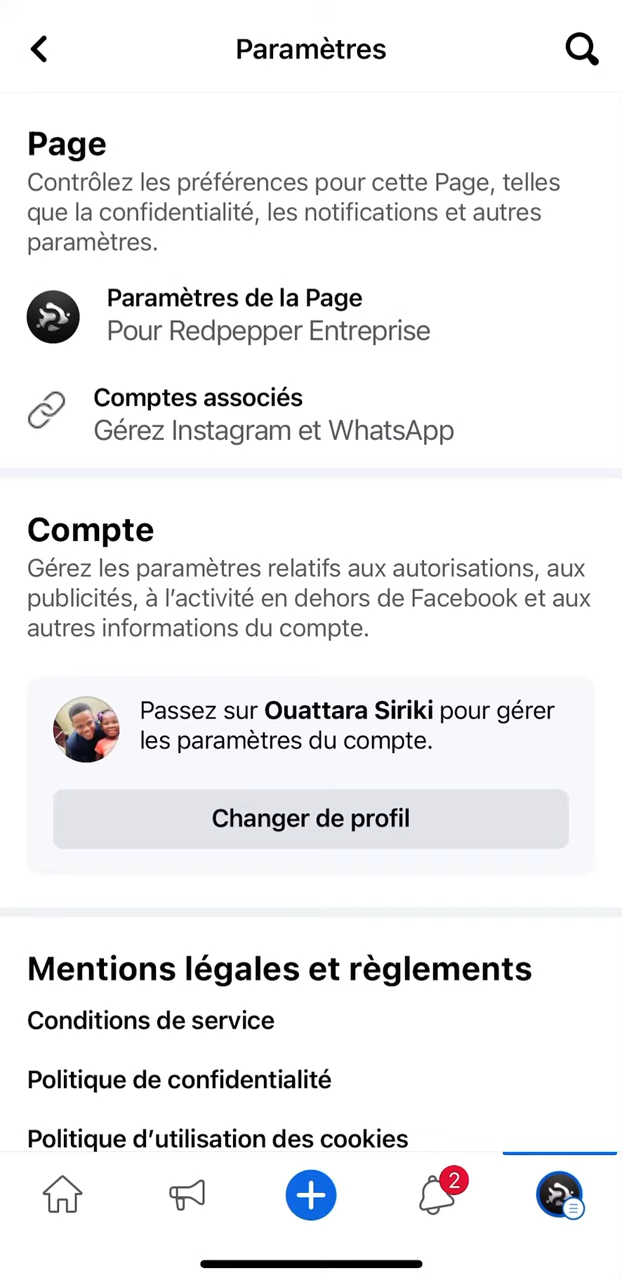 Paramètres
Page
Contrôlez les préférences pour cette Page, telles
que la confidentialité, les notifications et autres
paramètres.
Paramètres de la Page
Pour Redpepper Entreprise
Comptes associés
Gérez Instagram et WhatsApp
Compte
Gérez les paramètres relatifs aux autorisations, aux
publicités, à l’activité en dehors de Facebook et aux
autres informations du compte.
Passez sur Ouattara Siriki pour gérer
les paramètres du compte.
Changer de profil
Mentions légales et règlements
Conditions de service
Politique de confidentialité
Politique d’utilisation des cookies
2